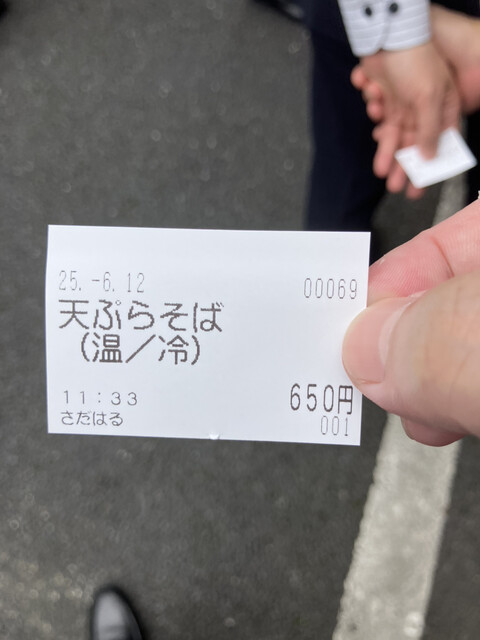 25.-6.12 00069
天ぷらそば
(温／冷)
11:33 650円
さだはる 001